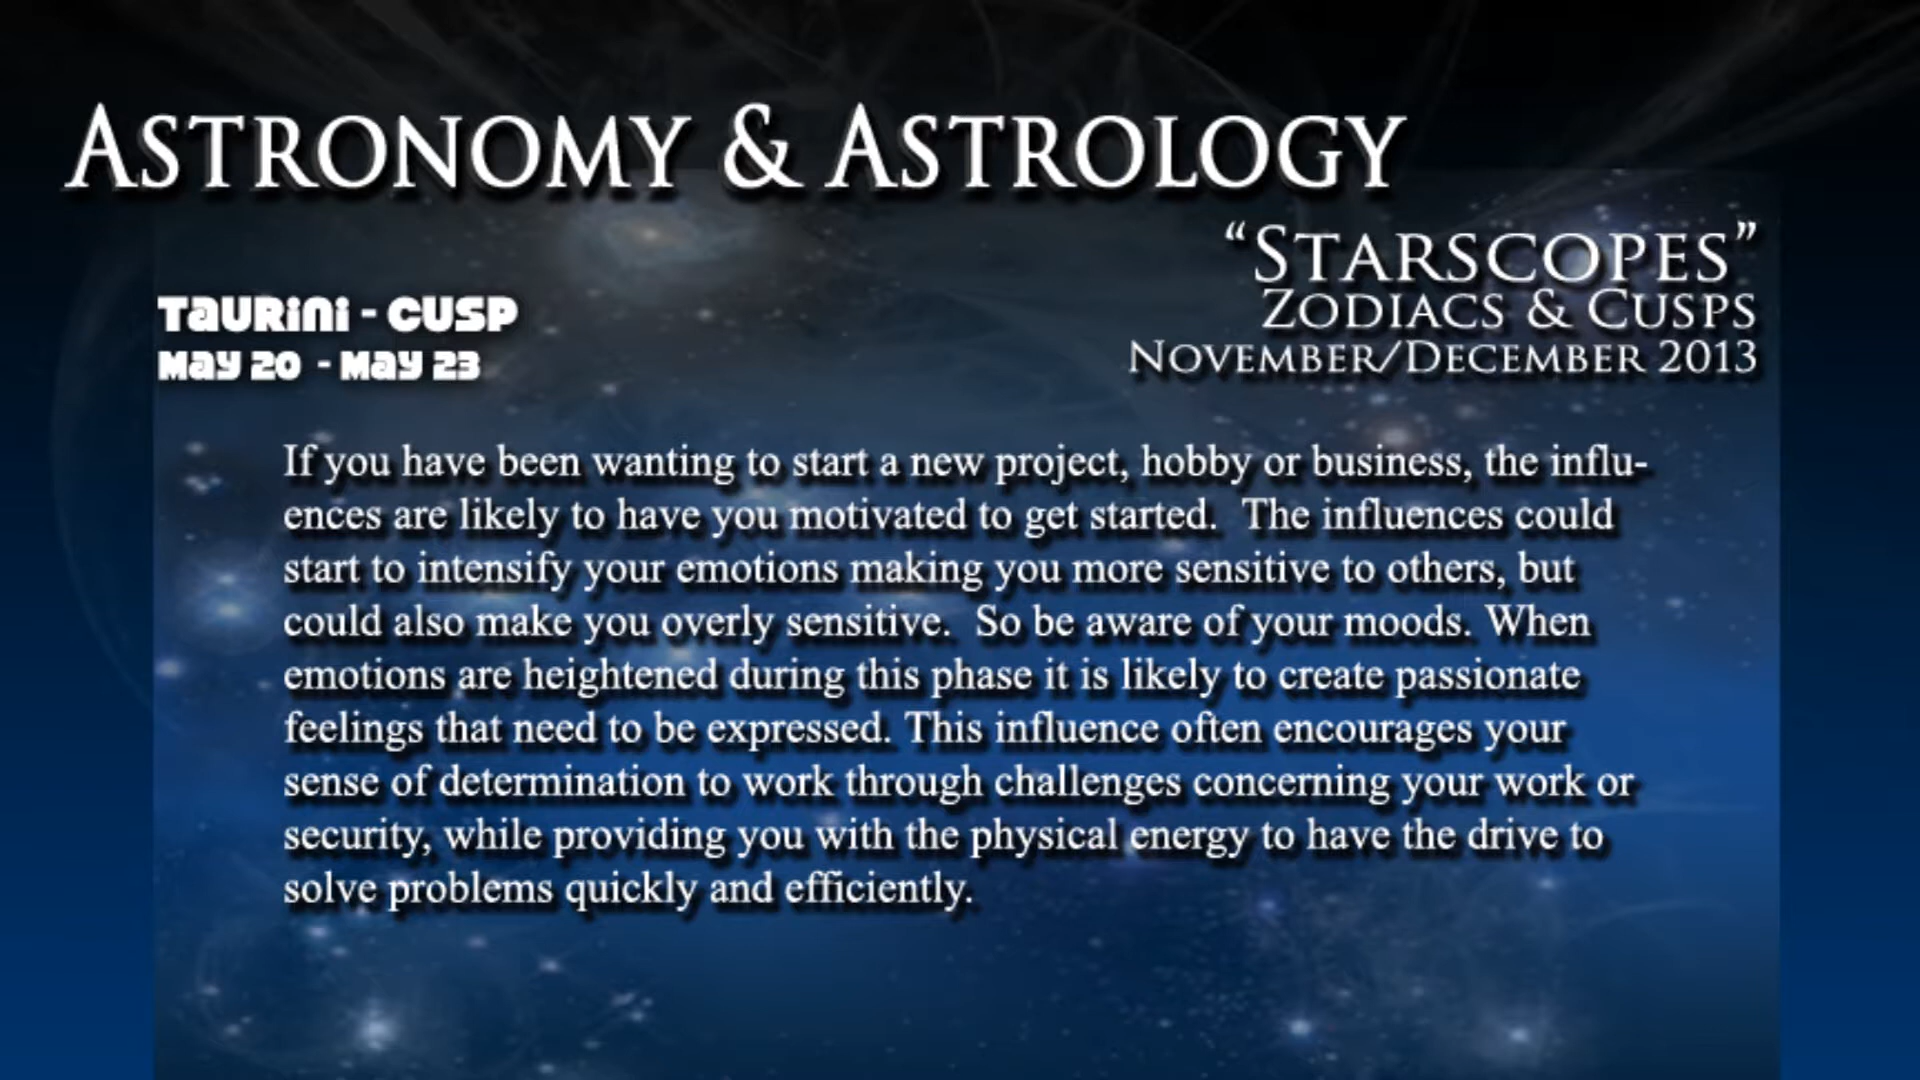 ASTRONOMY & ASTROLOGY
“STARSCOPES”
ZODIACS & CUSPS
NOVEMBER/DECEMBER 2013
TAURINI - CUSP
MAY 20 - MAY 23
If you have been wanting to start a new project, hobby or business, the influ-
ences are likely to have you motivated to get started. The influences could
start to intensify your emotions making you more sensitive to others, but
could also make you overly sensitive. So be aware of your moods. When
emotions are heightened during this phase it is likely to create passionate
feelings that need to be expressed. This influence often encourages your
sense of determination to work through challenges concerning your work or
security, while providing you with the physical energy to have the drive to
solve problems quickly and efficiently.